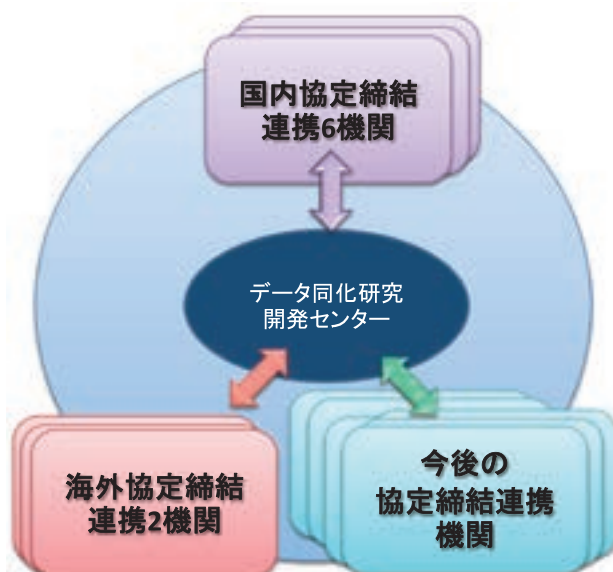 国内協定締結
連携6機関
データ同化研究
開発センター
海外協定締結
連携2機関
今後の
協定締結連携
機関